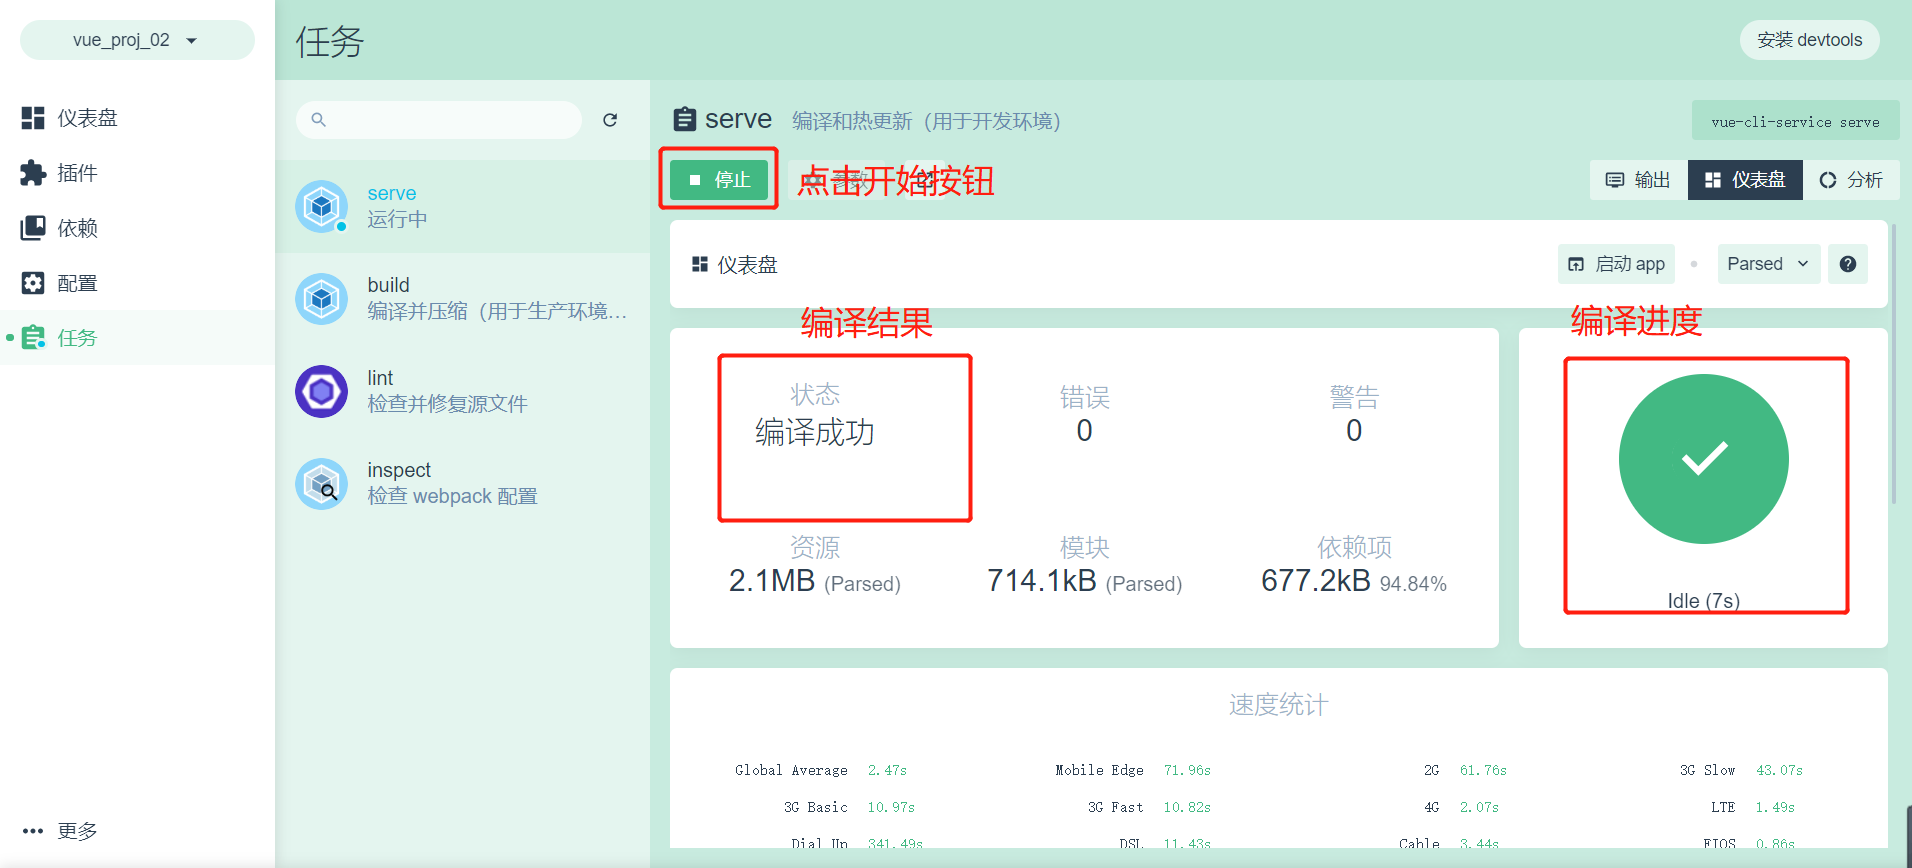 vue_proj_02
仪表盘
插件
依赖
配置
任务
更多
任务
安装 devtools
serve
运行中
build
编译并压缩（用于生产环境…
lint
检查并修复源文件
inspect
检查 webpack 配置
serve 编译和热更新（用于开发环境）
vue-cli-service serve
停止
参数
点击开始按钮
输出
仪表盘
分析
仪表盘
启动 app
Parsed
编译结果
编译进度
状态
编译成功
错误
0
警告
0
资源
2.1MB (Parsed)
模块
714.1kB (Parsed)
依赖项
677.2kB 94.84%
Idle (7s)
速度统计
Global Average 2.47s
Mobile Edge 71.96s
2G 61.76s
3G Slow 43.07s
3G Basic 10.97s
3G Fast 10.82s
4G 2.07s
LTE 1.49s
Dial Up 341.49s
DSL 11.43s
Cable 3.44s
FIOS 0.86s